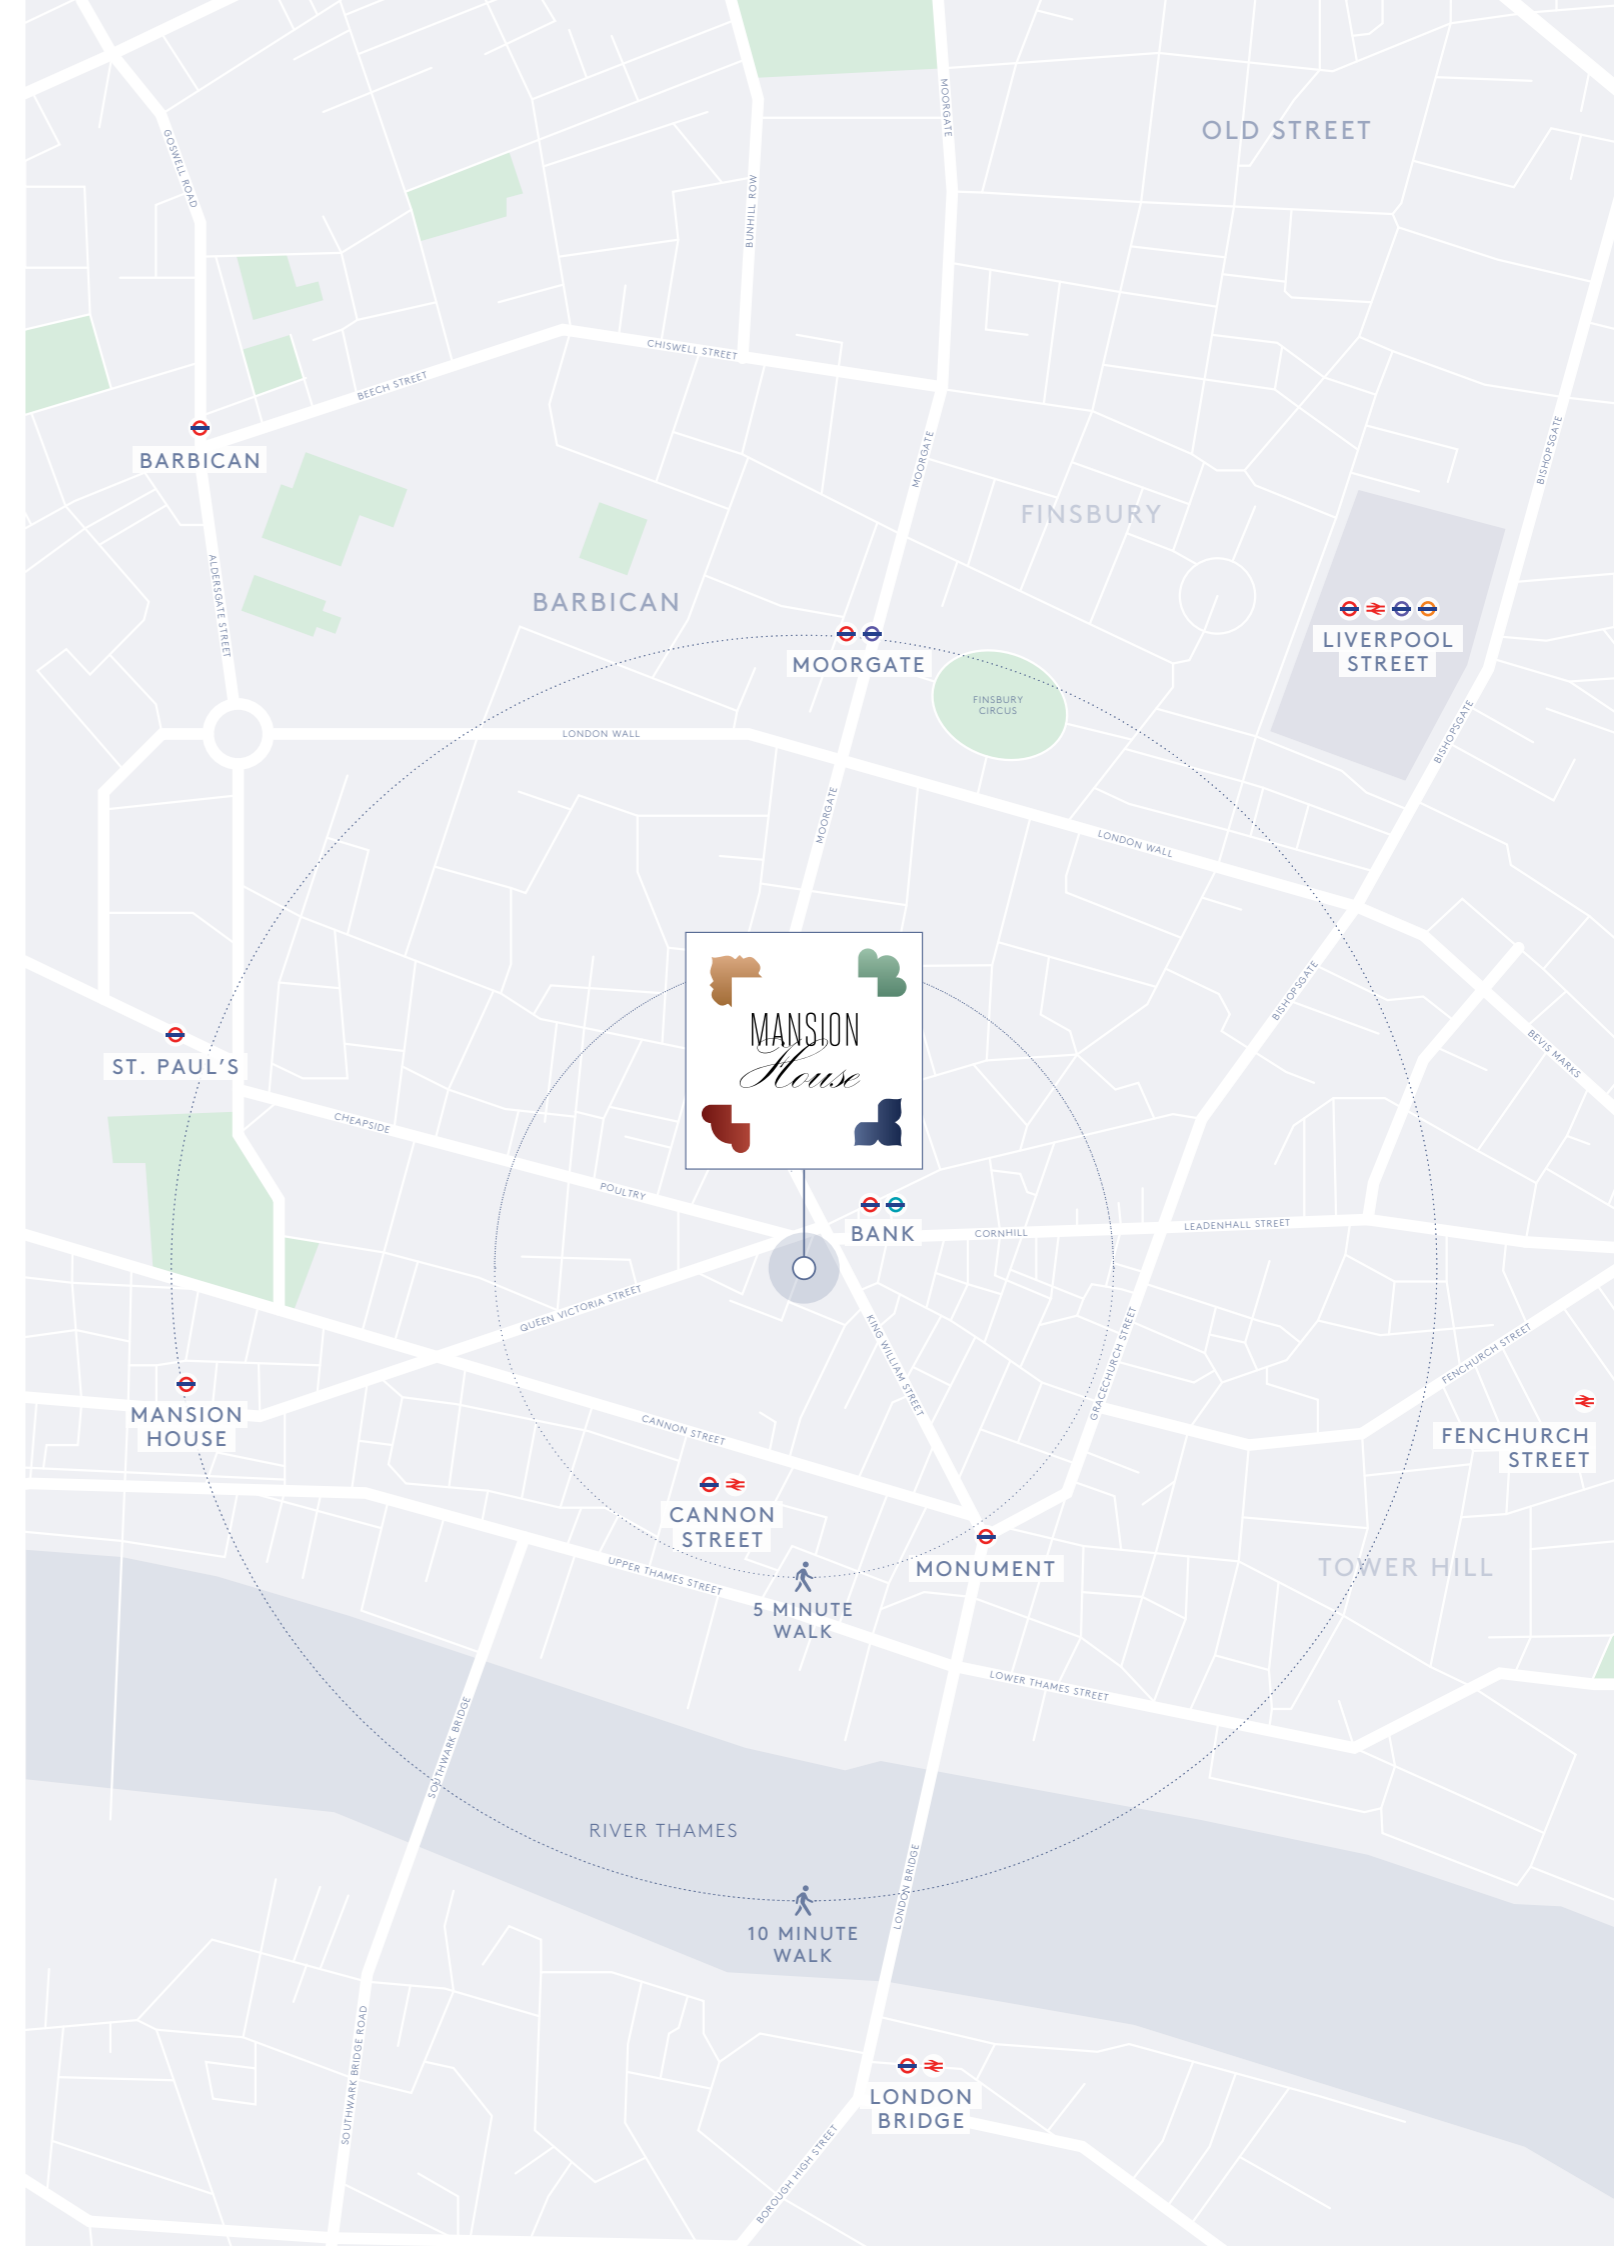 MOORGATE
OLD STREET
GOSWELL ROAD
BUNHILL ROW
CHISWELL STREET
BEECH STREET
BISHOPSGATE
MOORGATE
BARBICAN
FINSBURY
ALDERSGATE STREET
BARBICAN
LIVERPOOL
STREET
MOORGATE
FINSBURY
CIRCUS
LONDON WALL
BISHOPSGATE
MOORGATE
LONDON WALL
BISHOPSGATE
MANSION
House
BEVIS MARKS
ST. PAUL'S
CHEAPSIDE
POULTRY
BANK
CORNHILL
LEADENHALL STREET
QUEEN VICTORIA STREET
KING WILLIAM STREET
GRACECHURCH STREET
FENCHURCH STREET
MANSION
HOUSE
CANNON STREET
FENCHURCH
STREET
CANNON
STREET
MONUMENT
TOWER HILL
UPPER THAMES STREET
5 MINUTE
WALK
LOWER THAMES STREET
SOUTHWARK BRIDGE
RIVER THAMES
LONDON BRIDGE
10 MINUTE
WALK
SOUTHWARK BRIDGE ROAD
LONDON
BRIDGE
BOROUGH HIGH STREET